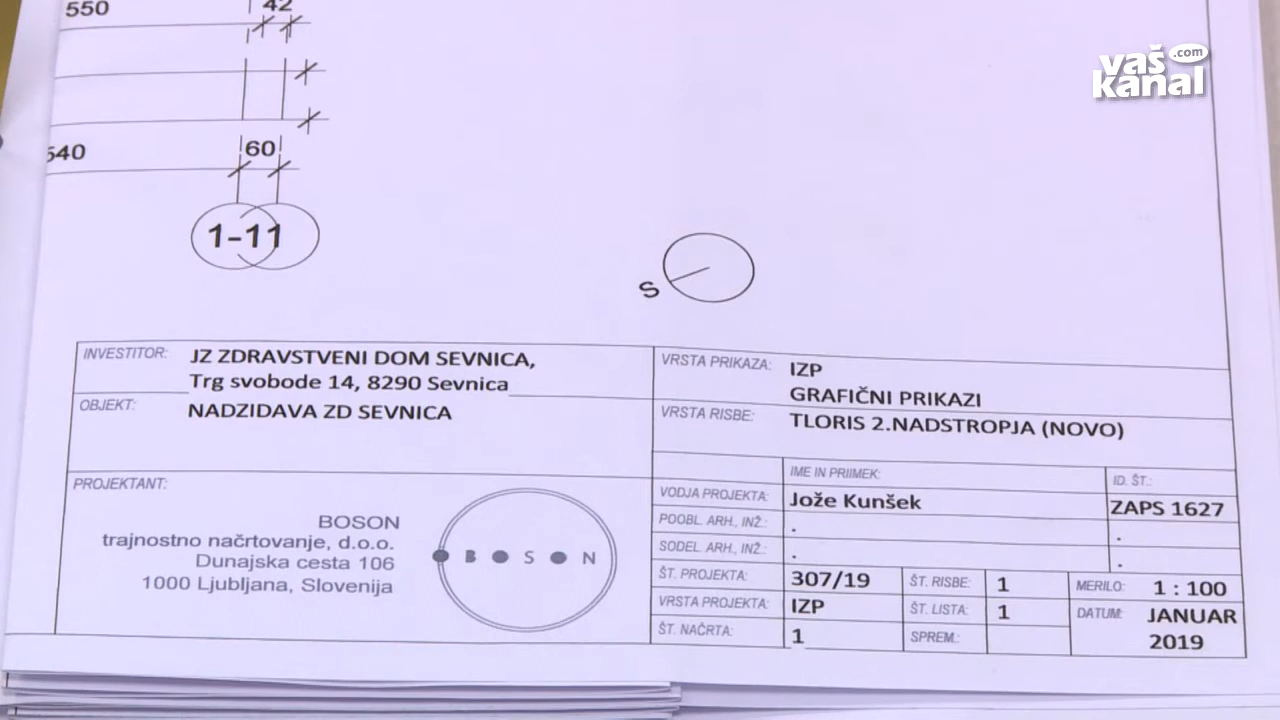 550
42
vaš
.com
kanal
540
60
1-11
S
INVESTITOR: JZ ZDRAVSTVENI DOM SEVNICA,
Trg svobode 14, 8290 Sevnica
OBJEKT: NADZIDAVA ZD SEVNICA
PROJEKTANT:
BOSON
trajnostno načrtovanje, d.o.o.
Dunajska cesta 106
1000 Ljubljana, Slovenija
B S O N
VRSTA PRIKAZA: IZP
GRAFIČNI PRIKAZI
VRSTA RISBE: TLORIS 2.NADSTROPJA (NOVO)
IME IN PRIIMEK: ID. ŠT.:
VODJA PROJEKTA: Jože Kunšek ZAPS 1627
POOBL. ARH., INŽ.: . .
SODEL. ARH., INŽ.: . .
ŠT. PROJEKTA: 307/19 ŠT. RISBE: 1 MERILO: 1 : 100
VRSTA PROJEKTA: IZP ŠT. LISTA: 1 DATUM: JANUAR
2019
ŠT. NAČRTA: 1 SPREM.: